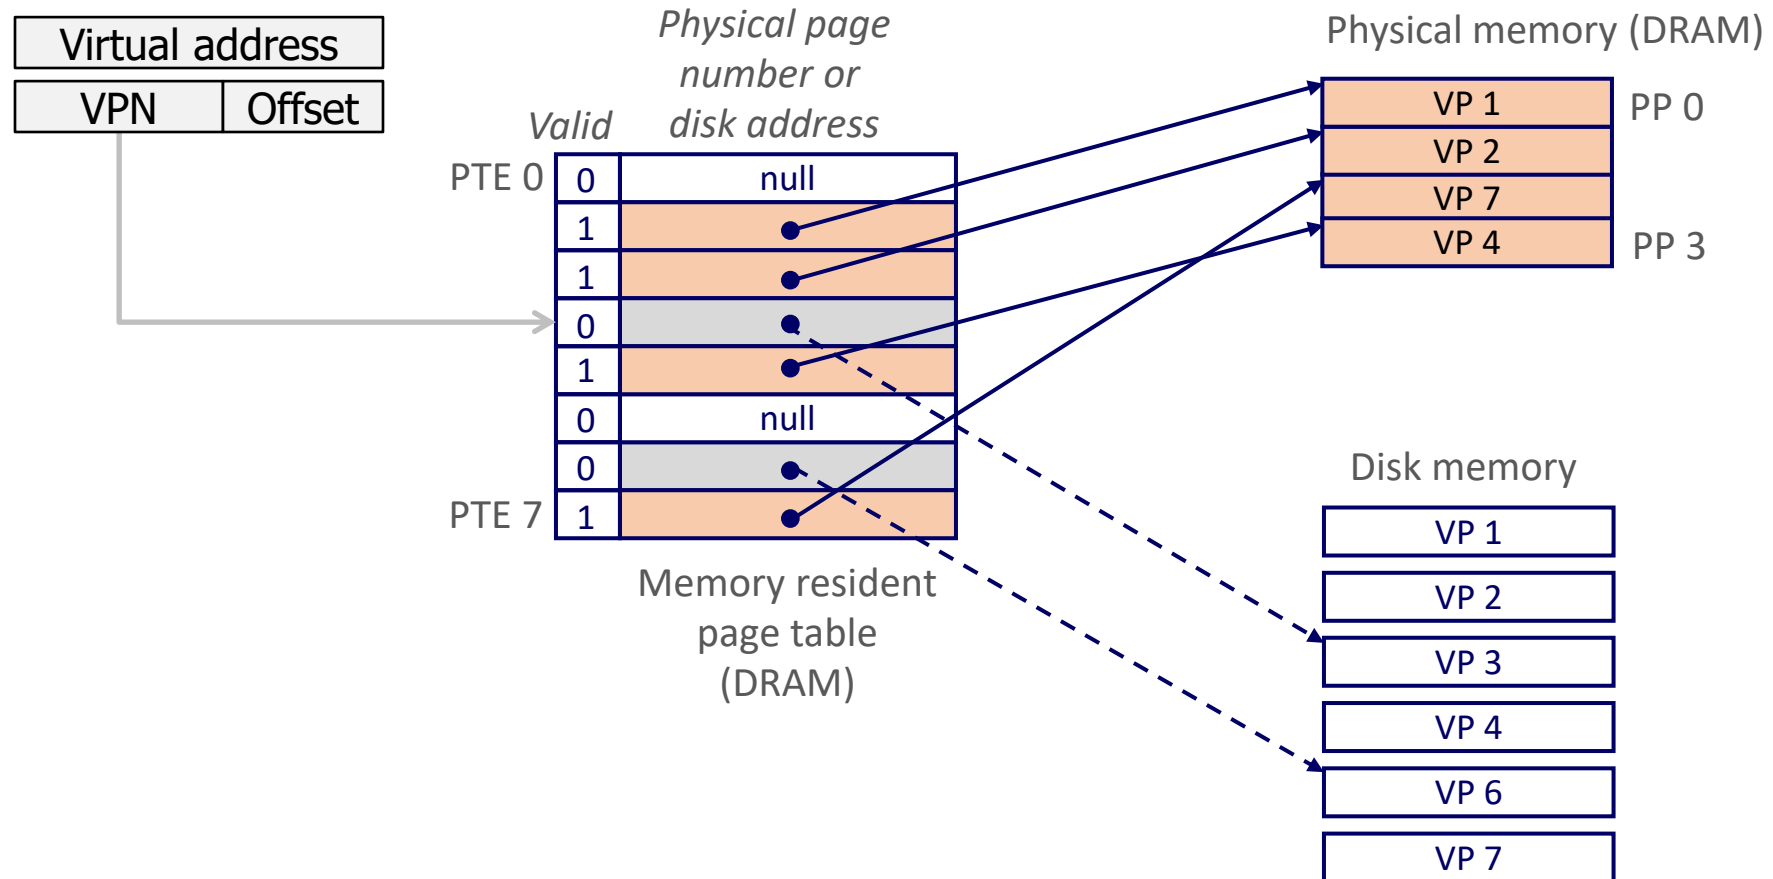 Virtual address
VPN Offset
Physical page
number or
disk address
Valid
PTE 0 0 null
1
1
0
1
0 null
0
PTE 7 1
Memory resident
page table
(DRAM)
Physical memory (DRAM)
VP 1 PP 0
VP 2
VP 7
VP 4 PP 3
Disk memory
VP 1
VP 2
VP 3
VP 4
VP 6
VP 7